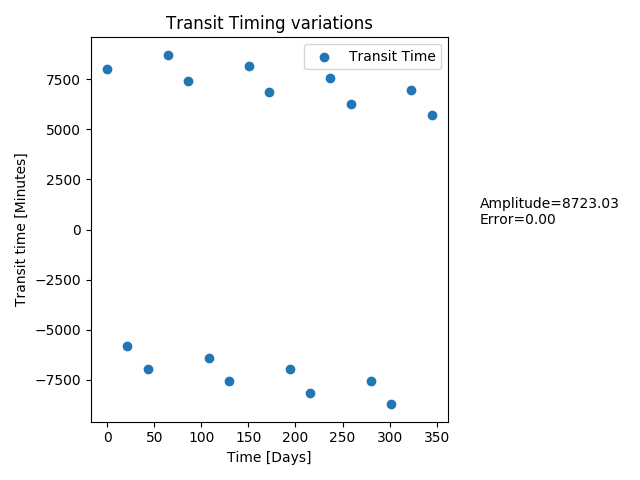 Transit Timing variations
Transit Time
Transit time [Minutes]
7500
5000
2500
0
−2500
−5000
−7500
0 50 100 150 200 250 300 350
Time [Days]
Amplitude=8723.03
Error=0.00